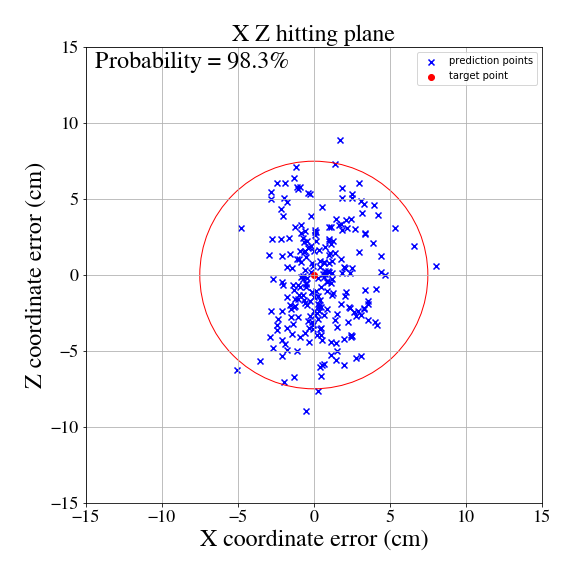 X Z hitting plane
Probability = 98.3%
prediction points
target point
Z coordinate error (cm)
15
10
5
0
−5
−10
−15
−15
−10
−5
0
5
10
15
X coordinate error (cm)